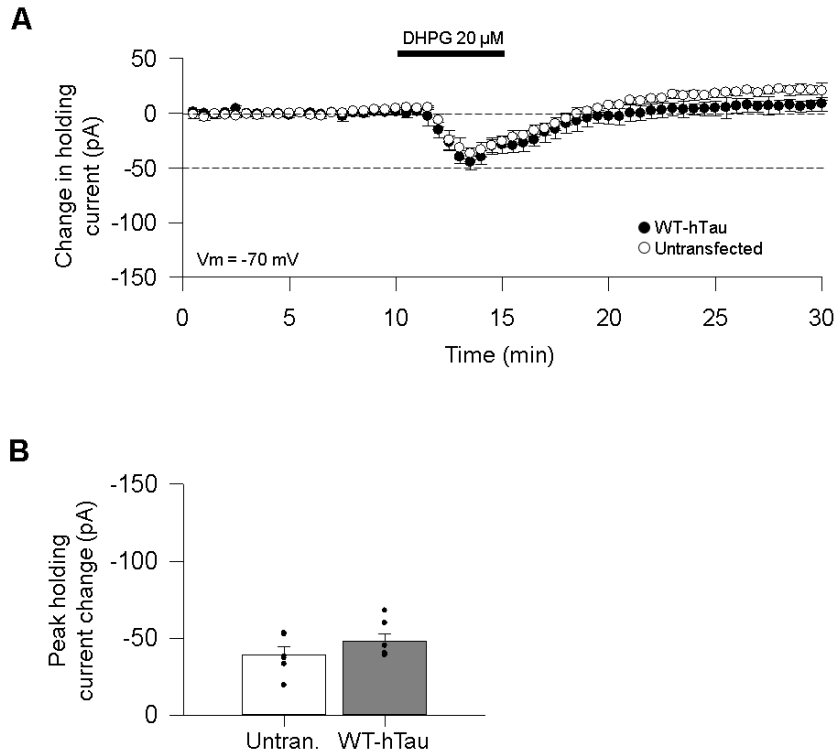 A
DHPG 20 µM
50
0
-50
-100
-150
Change in holding
current (pA)
WT-hTau
Untransfected
Vm = -70 mV
0 5 10 15 20 25 30
Time (min)
B
-150
-100
-50
0
Peak holding
current change (pA)
Untran. WT-hTau